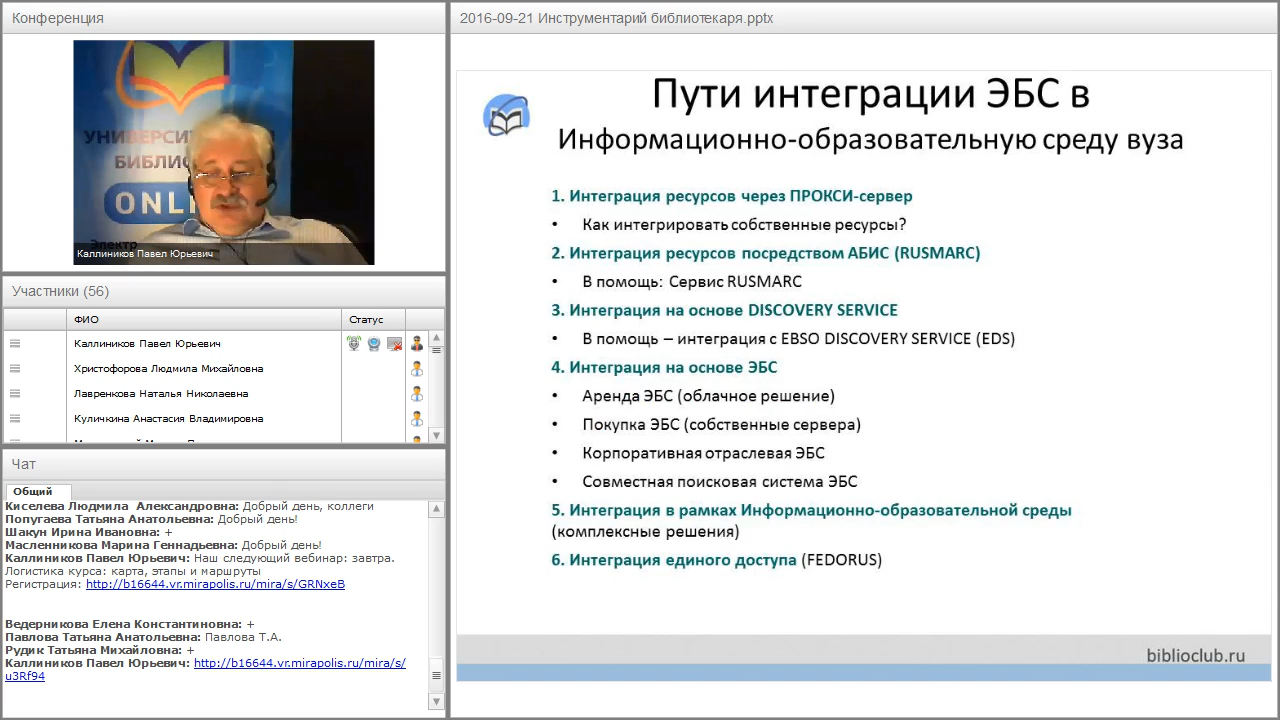 Конференция
УНИВЕРСИТ
БИБЛИО
ONL
Электр
Каллиников Павел Юрьевич
Участники (56)
ФИО
Статус
Каллиников Павел Юрьевич
Христофорова Людмила Михайловна
Лавренкова Наталья Николаевна
Куличкина Анастасия Владимировна
Чат
Общий
Киселева Людмила Александровна: Добрый день, коллеги
Попугаева Татьяна Анатольевна: Добрый день!
Шакун Ирина Ивановна: +
Масленникова Марина Геннадьевна: Добрый день!
Каллиников Павел Юрьевич: Наш следующий вебинар: завтра.
Логистика курса: карта, этапы и маршруты
Регистрация: http://b16644.vr.mirapolis.ru/mira/s/GRNxeB
Ведерникова Елена Константиновна: +
Павлова Татьяна Анатольевна: Павлова Т.А.
Рудик Татьяна Михайловна: +
Каллиников Павел Юрьевич: http://b16644.vr.mirapolis.ru/mira/s/
u3Rf94
2016-09-21 Инструментарий библиотекаря.pptx
Пути интеграции ЭБС в
Информационно-образовательную среду вуза
1. Интеграция ресурсов через ПРОКСИ-сервер
• Как интегрировать собственные ресурсы?
2. Интеграция ресурсов посредством АБИС (RUSMARC)
• В помощь: Сервис RUSMARC
3. Интеграция на основе DISCOVERY SERVICE
• В помощь – интеграция с EBSO DISCOVERY SERVICE (EDS)
4. Интеграция на основе ЭБС
• Аренда ЭБС (облачное решение)
• Покупка ЭБС (собственные сервера)
• Корпоративная отраслевая ЭБС
• Совместная поисковая система ЭБС
5. Интеграция в рамках Информационно-образовательной среды
(комплексные решения)
6. Интеграция единого доступа (FEDORUS)
biblioclub.ru